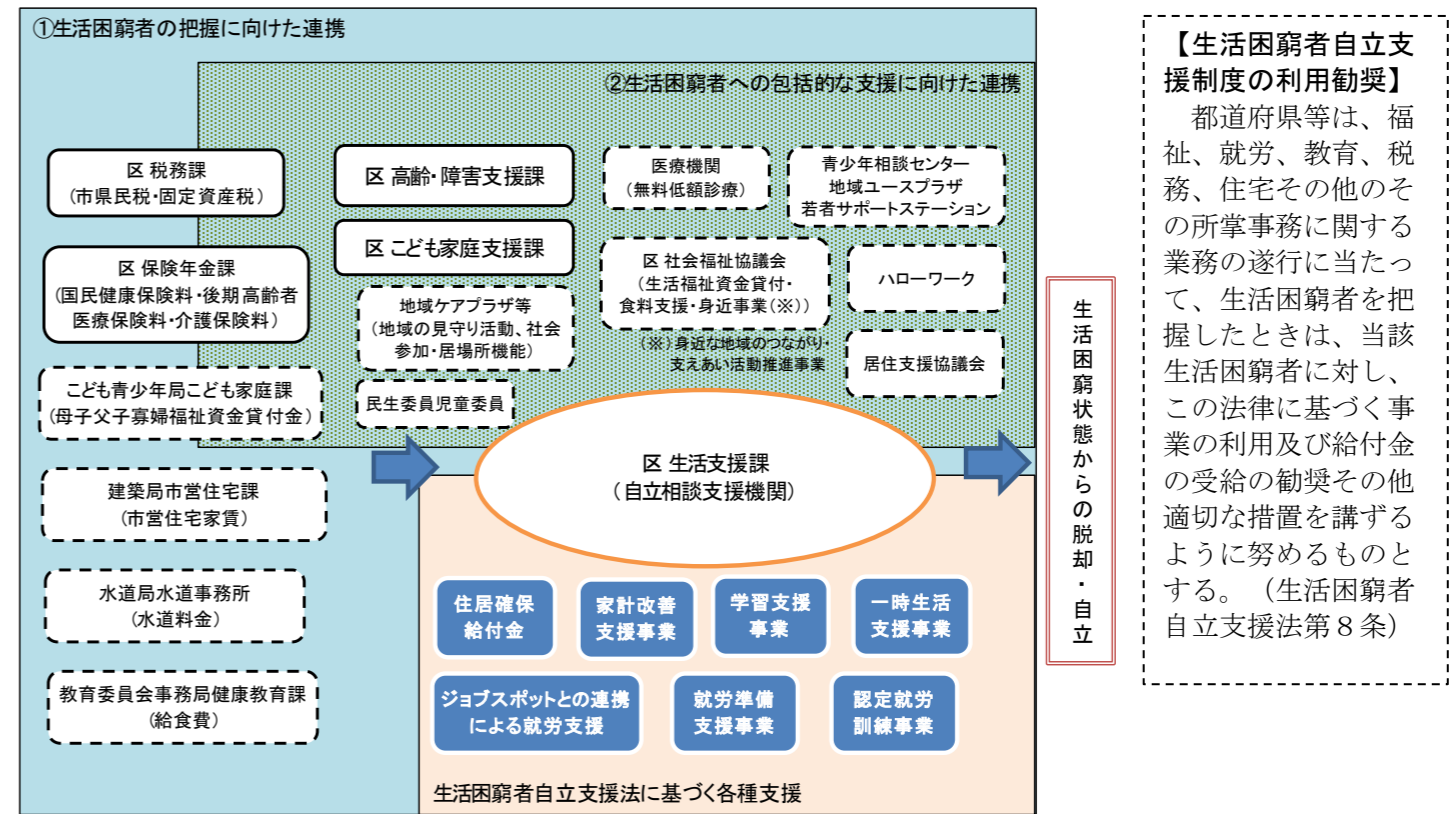 ①生活困窮者の把握に向けた連携
②生活困窮者への包括的な支援に向けた連携
区 税務課
(市県民税・固定資産税)
区 保険年金課
(国民健康保険料・後期高齢者
医療保険料・介護保険料)
こども青少年局こども家庭課
(母子父子寡婦福祉資金貸付金)
建築局市営住宅課
(市営住宅家賃)
水道局水道事務所
(水道料金)
教育委員会事務局健康教育課
(給食費)
区 高齢・障害支援課
区 こども家庭支援課
地域ケアプラザ等
(地域の見守り活動、社会
参加・居場所機能)
民生委員児童委員
医療機関
(無料低額診療)
区 社会福祉協議会
(生活福祉資金貸付・
食料支援・身近事業(※))
(※)身近な地域のつながり・
支えあい活動推進事業
青少年相談センター
地域ユースプラザ
若者サポートステーション
ハローワーク
居住支援協議会
区 生活支援課
(自立相談支援機関)
住居確保
給付金
家計改善
支援事業
学習支援
事業
一時生活
支援事業
ジョブスポットとの連携
による就労支援
就労準備
支援事業
認定就労
訓練事業
生活困窮者自立支援法に基づく各種支援
生活困窮状態からの脱却・自立
【生活困窮者自立支
援制度の利用勧奨】
都道府県等は、福
祉、就労、教育、税
務、住宅その他のそ
の所掌事務に関する
業務の遂行に当たっ
て、生活困窮者を把
握したときは、当該
生活困窮者に対し、
この法律に基づく事
業の利用及び給付金
の受給の勧奨その他
適切な措置を講ずる
ように努めるものと
する。（生活困窮者
自立支援法第８条）